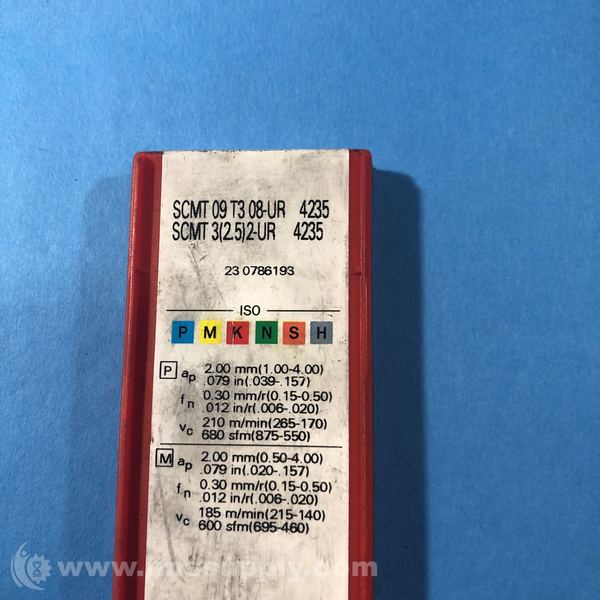 SCMT 09 T3 08-UR 4235
SCMT 3(2.5)2-UR 4235
23 0786193
ISO
P M K N S H
P ap 2.00 mm(1.00-4.00)
.079 in(.039-.157)
fn 0.30 mm/r(0.15-0.50)
.012 in/r(.006-.020)
vc 210 m/min(265-170)
680 sfm(875-550)
M ap 2.00 mm(0.50-4.00)
.079 in(.020-.157)
fn 0.30 mm/r(0.15-0.50)
.012 in/r(.006-.020)
vc 185 m/min(215-140)
600 sfm(695-460)